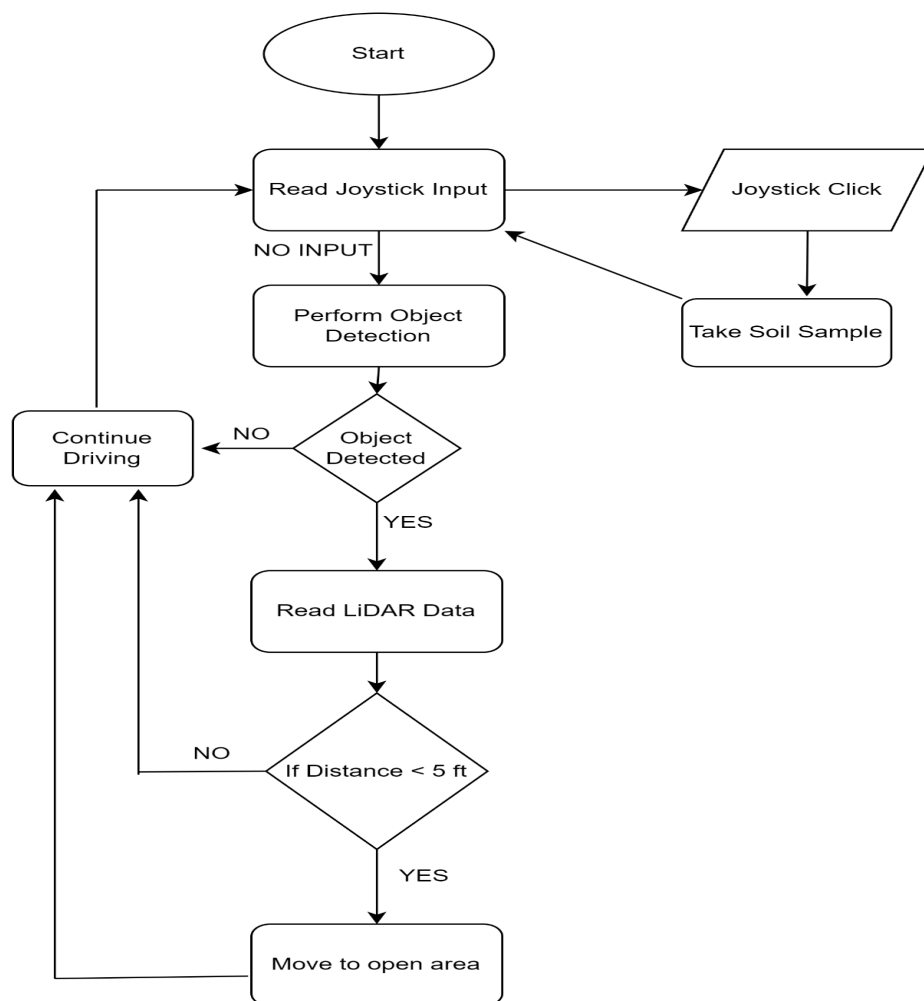 Start
Read Joystick Input
Joystick Click
NO INPUT
Perform Object
Detection
Take Soil Sample
Continue
Driving
NO
Object
Detected
YES
Read LiDAR Data
NO
If Distance < 5 ft
YES
Move to open area